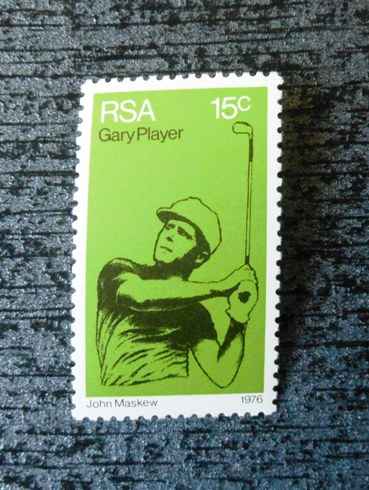 RSA 15c
Gary Player
John Maskew 1976